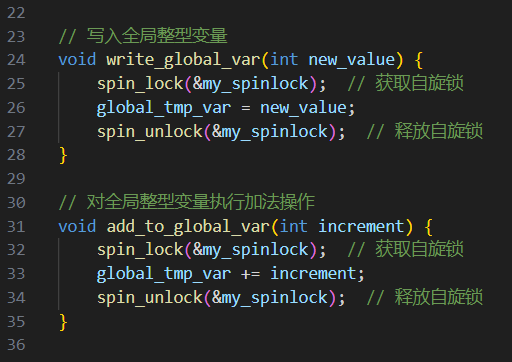 22
23 // 写入全局整型变量
24 void write_global_var(int new_value) {
25 spin_lock(&my_spinlock); // 获取自旋锁
26 global_tmp_var = new_value;
27 spin_unlock(&my_spinlock); // 释放自旋锁
28 }
29
30 // 对全局整型变量执行加法操作
31 void add_to_global_var(int increment) {
32 spin_lock(&my_spinlock); // 获取自旋锁
33 global_tmp_var += increment;
34 spin_unlock(&my_spinlock); // 释放自旋锁
35 }
36